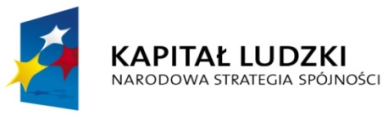 KAPITAŁ LUDZKI
NARODOWA STRATEGIA SPÓJNOŚCI